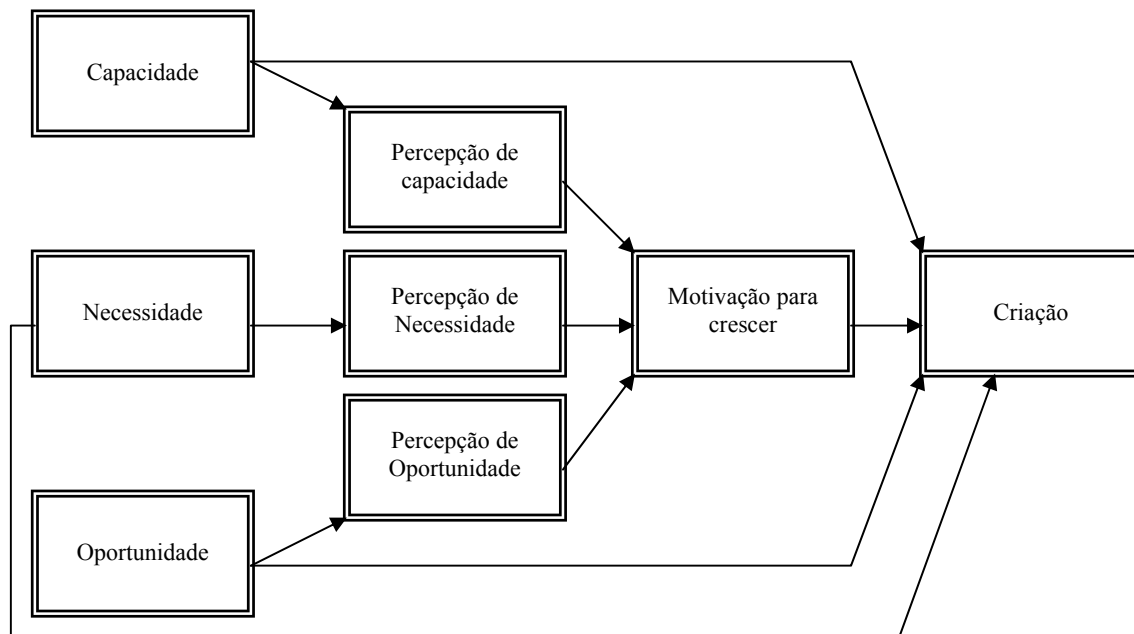 Capacidade
Percepção de
capacidade
Necessidade
Percepção de
Necessidade
Motivação para
crescer
Criação
Percepção de
Oportunidade
Oportunidade